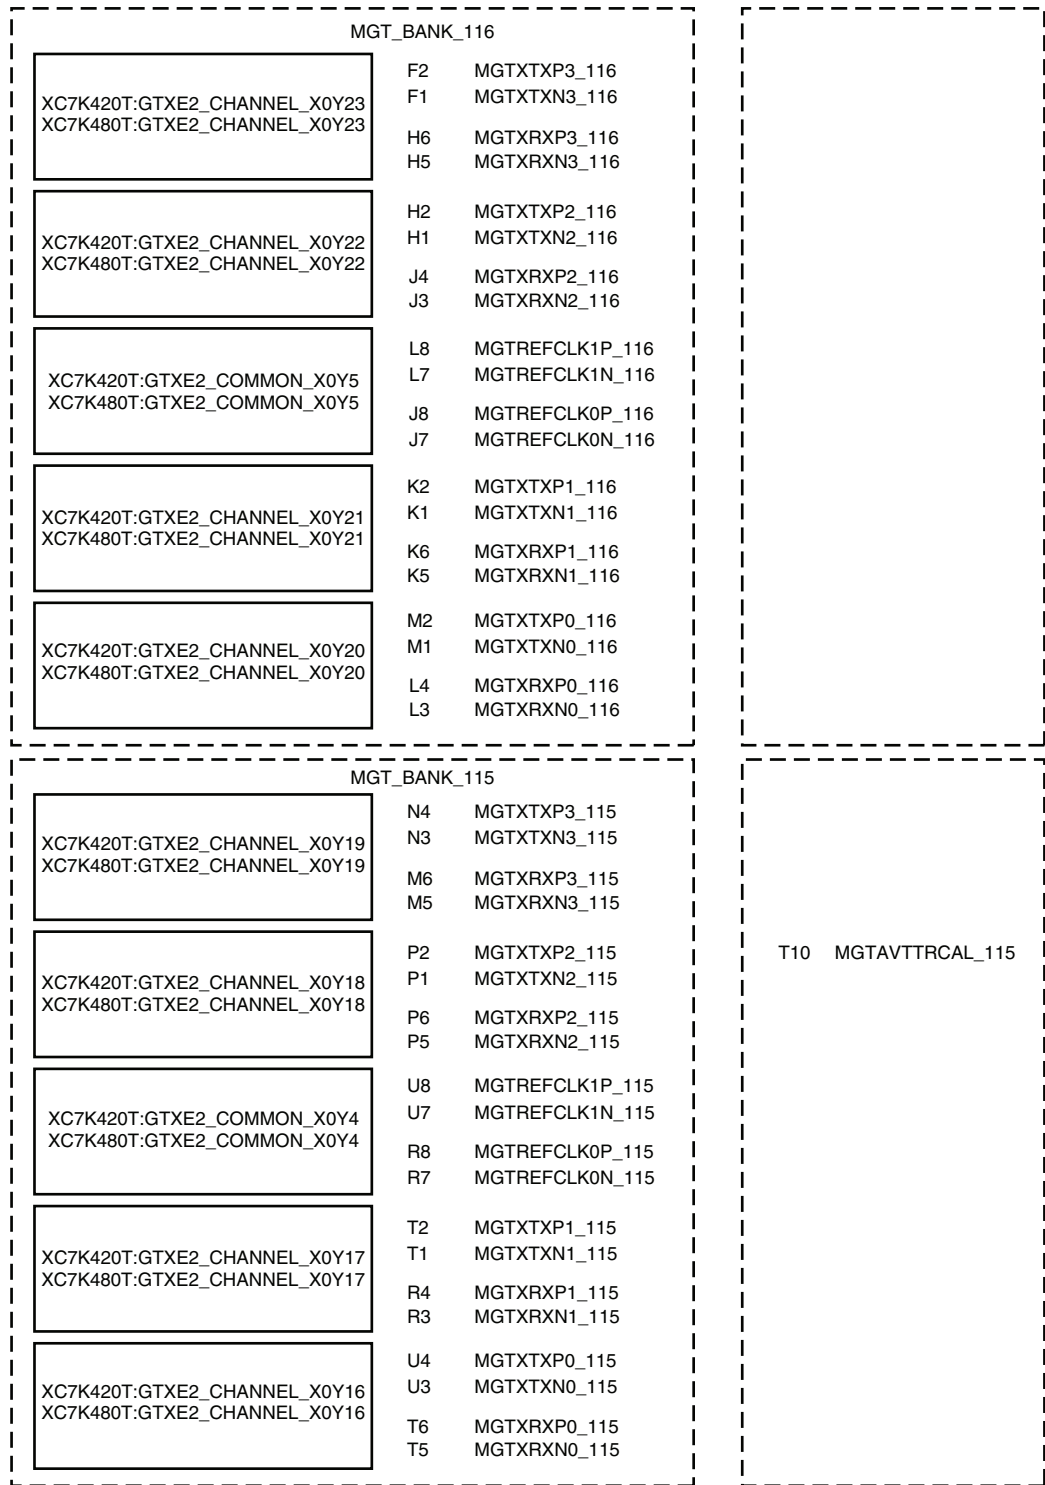 MGT_BANK_116
XC7K420T:GTXE2_CHANNEL_X0Y23
XC7K480T:GTXE2_CHANNEL_X0Y23
F2 MGTXTXP3_116
F1 MGTXTXN3_116
H6 MGTXRXP3_116
H5 MGTXRXN3_116
XC7K420T:GTXE2_CHANNEL_X0Y22
XC7K480T:GTXE2_CHANNEL_X0Y22
H2 MGTXTXP2_116
H1 MGTXTXN2_116
J4 MGTXRXP2_116
J3 MGTXRXN2_116
XC7K420T:GTXE2_COMMON_X0Y5
XC7K480T:GTXE2_COMMON_X0Y5
L8 MGTREFCLK1P_116
L7 MGTREFCLK1N_116
J8 MGTREFCLK0P_116
J7 MGTREFCLK0N_116
XC7K420T:GTXE2_CHANNEL_X0Y21
XC7K480T:GTXE2_CHANNEL_X0Y21
K2 MGTXTXP1_116
K1 MGTXTXN1_116
K6 MGTXRXP1_116
K5 MGTXRXN1_116
XC7K420T:GTXE2_CHANNEL_X0Y20
XC7K480T:GTXE2_CHANNEL_X0Y20
M2 MGTXTXP0_116
M1 MGTXTXN0_116
L4 MGTXRXP0_116
L3 MGTXRXN0_116
MGT_BANK_115
XC7K420T:GTXE2_CHANNEL_X0Y19
XC7K480T:GTXE2_CHANNEL_X0Y19
N4 MGTXTXP3_115
N3 MGTXTXN3_115
M6 MGTXRXP3_115
M5 MGTXRXN3_115
XC7K420T:GTXE2_CHANNEL_X0Y18
XC7K480T:GTXE2_CHANNEL_X0Y18
P2 MGTXTXP2_115
P1 MGTXTXN2_115
P6 MGTXRXP2_115
P5 MGTXRXN2_115
XC7K420T:GTXE2_COMMON_X0Y4
XC7K480T:GTXE2_COMMON_X0Y4
U8 MGTREFCLK1P_115
U7 MGTREFCLK1N_115
R8 MGTREFCLK0P_115
R7 MGTREFCLK0N_115
XC7K420T:GTXE2_CHANNEL_X0Y17
XC7K480T:GTXE2_CHANNEL_X0Y17
T2 MGTXTXP1_115
T1 MGTXTXN1_115
R4 MGTXRXP1_115
R3 MGTXRXN1_115
XC7K420T:GTXE2_CHANNEL_X0Y16
XC7K480T:GTXE2_CHANNEL_X0Y16
U4 MGTXTXP0_115
U3 MGTXTXN0_115
T6 MGTXRXP0_115
T5 MGTXRXN0_115
T10 MGTAVTTRCAL_115